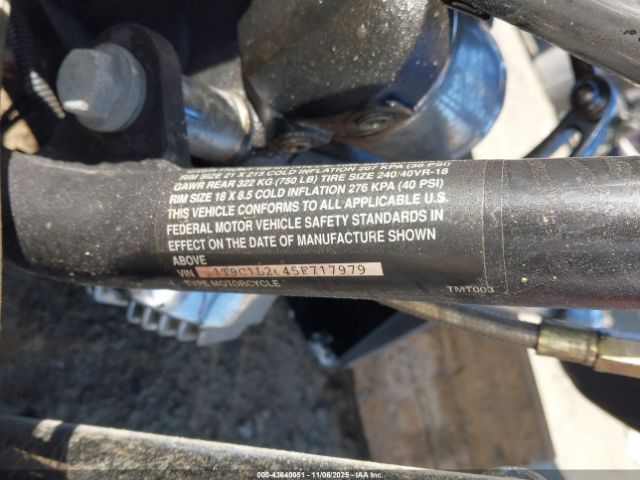 RIM SIZE 21 X 215 COLD INFLATION 207 KPA (30 PSI)
GAWR REAR 322 KG (750 LB) TIRE SIZE 240/40VR-18
RIM SIZE 18 X 8.5 COLD INFLATION 276 KPA (40 PSI)
THIS VEHICLE CONFORMS TO ALL APPLICABLE U.S.
FEDERAL MOTOR VEHICLE SAFETY STANDARDS IN
EFFECT ON THE DATE OF MANUFACTURE SHOWN
ABOVE
VIN
TYPE MOTORCYCLE
TMT003
000-43640051 - 11/06/2025 - IAAI.COM